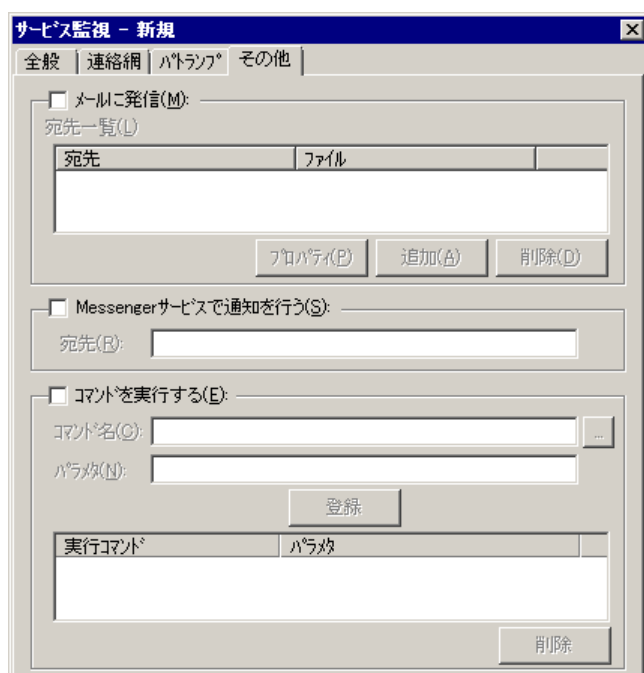 サービス監視 - 新規
全般 連絡網 ﾊﾟﾄﾗﾝﾌﾟ その他
ﾒｰﾙに発信(M):
宛先一覧(L)
宛先 ﾌｧｲﾙ
ﾌﾟﾛﾊﾟﾃｨ(P) 追加(A) 削除(D)
Messengerサービスで通知を行う(S):
宛先(R):
ｺﾏﾝﾄﾞを実行する(E):
ｺﾏﾝﾄﾞ名(C): ...
ﾊﾟﾗﾒﾀ(N):
登録
実行ｺﾏﾝﾄﾞ ﾊﾟﾗﾒﾀ
削除